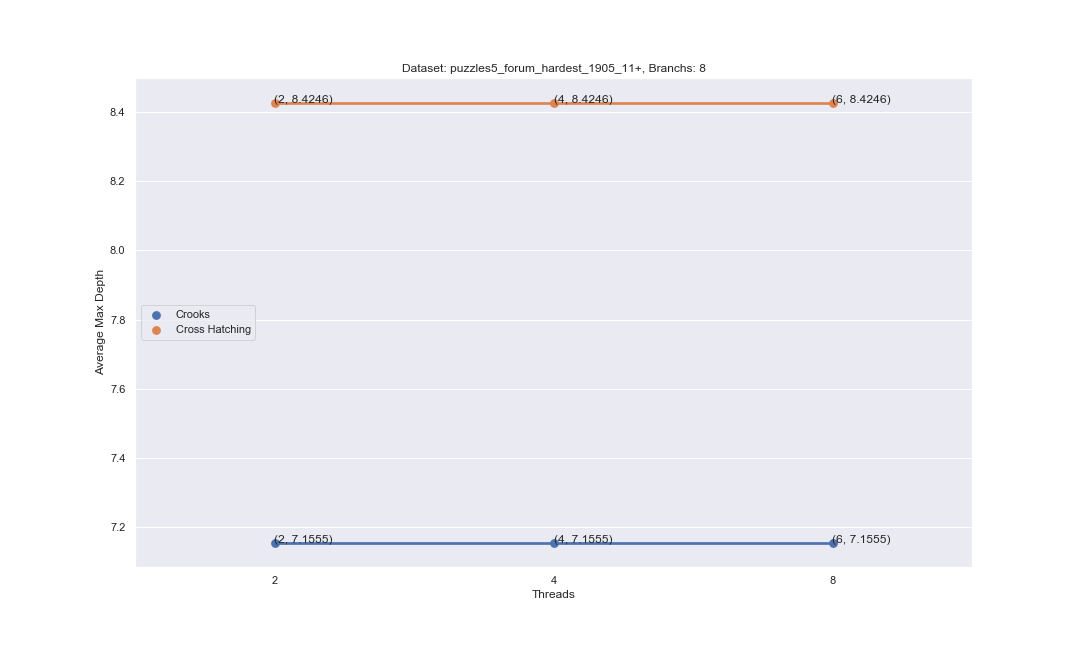 Dataset: puzzles5_forum_hardest_1905_11+, Branchs: 8
(2, 8.4246) (4, 8.4246) (6, 8.4246)
8.4
8.2
8.0
7.8
7.6
7.4
7.2
Average Max Depth
Crooks
Cross Hatching
(2, 7.1555) (4, 7.1555) (6, 7.1555)
2 4 8
Threads